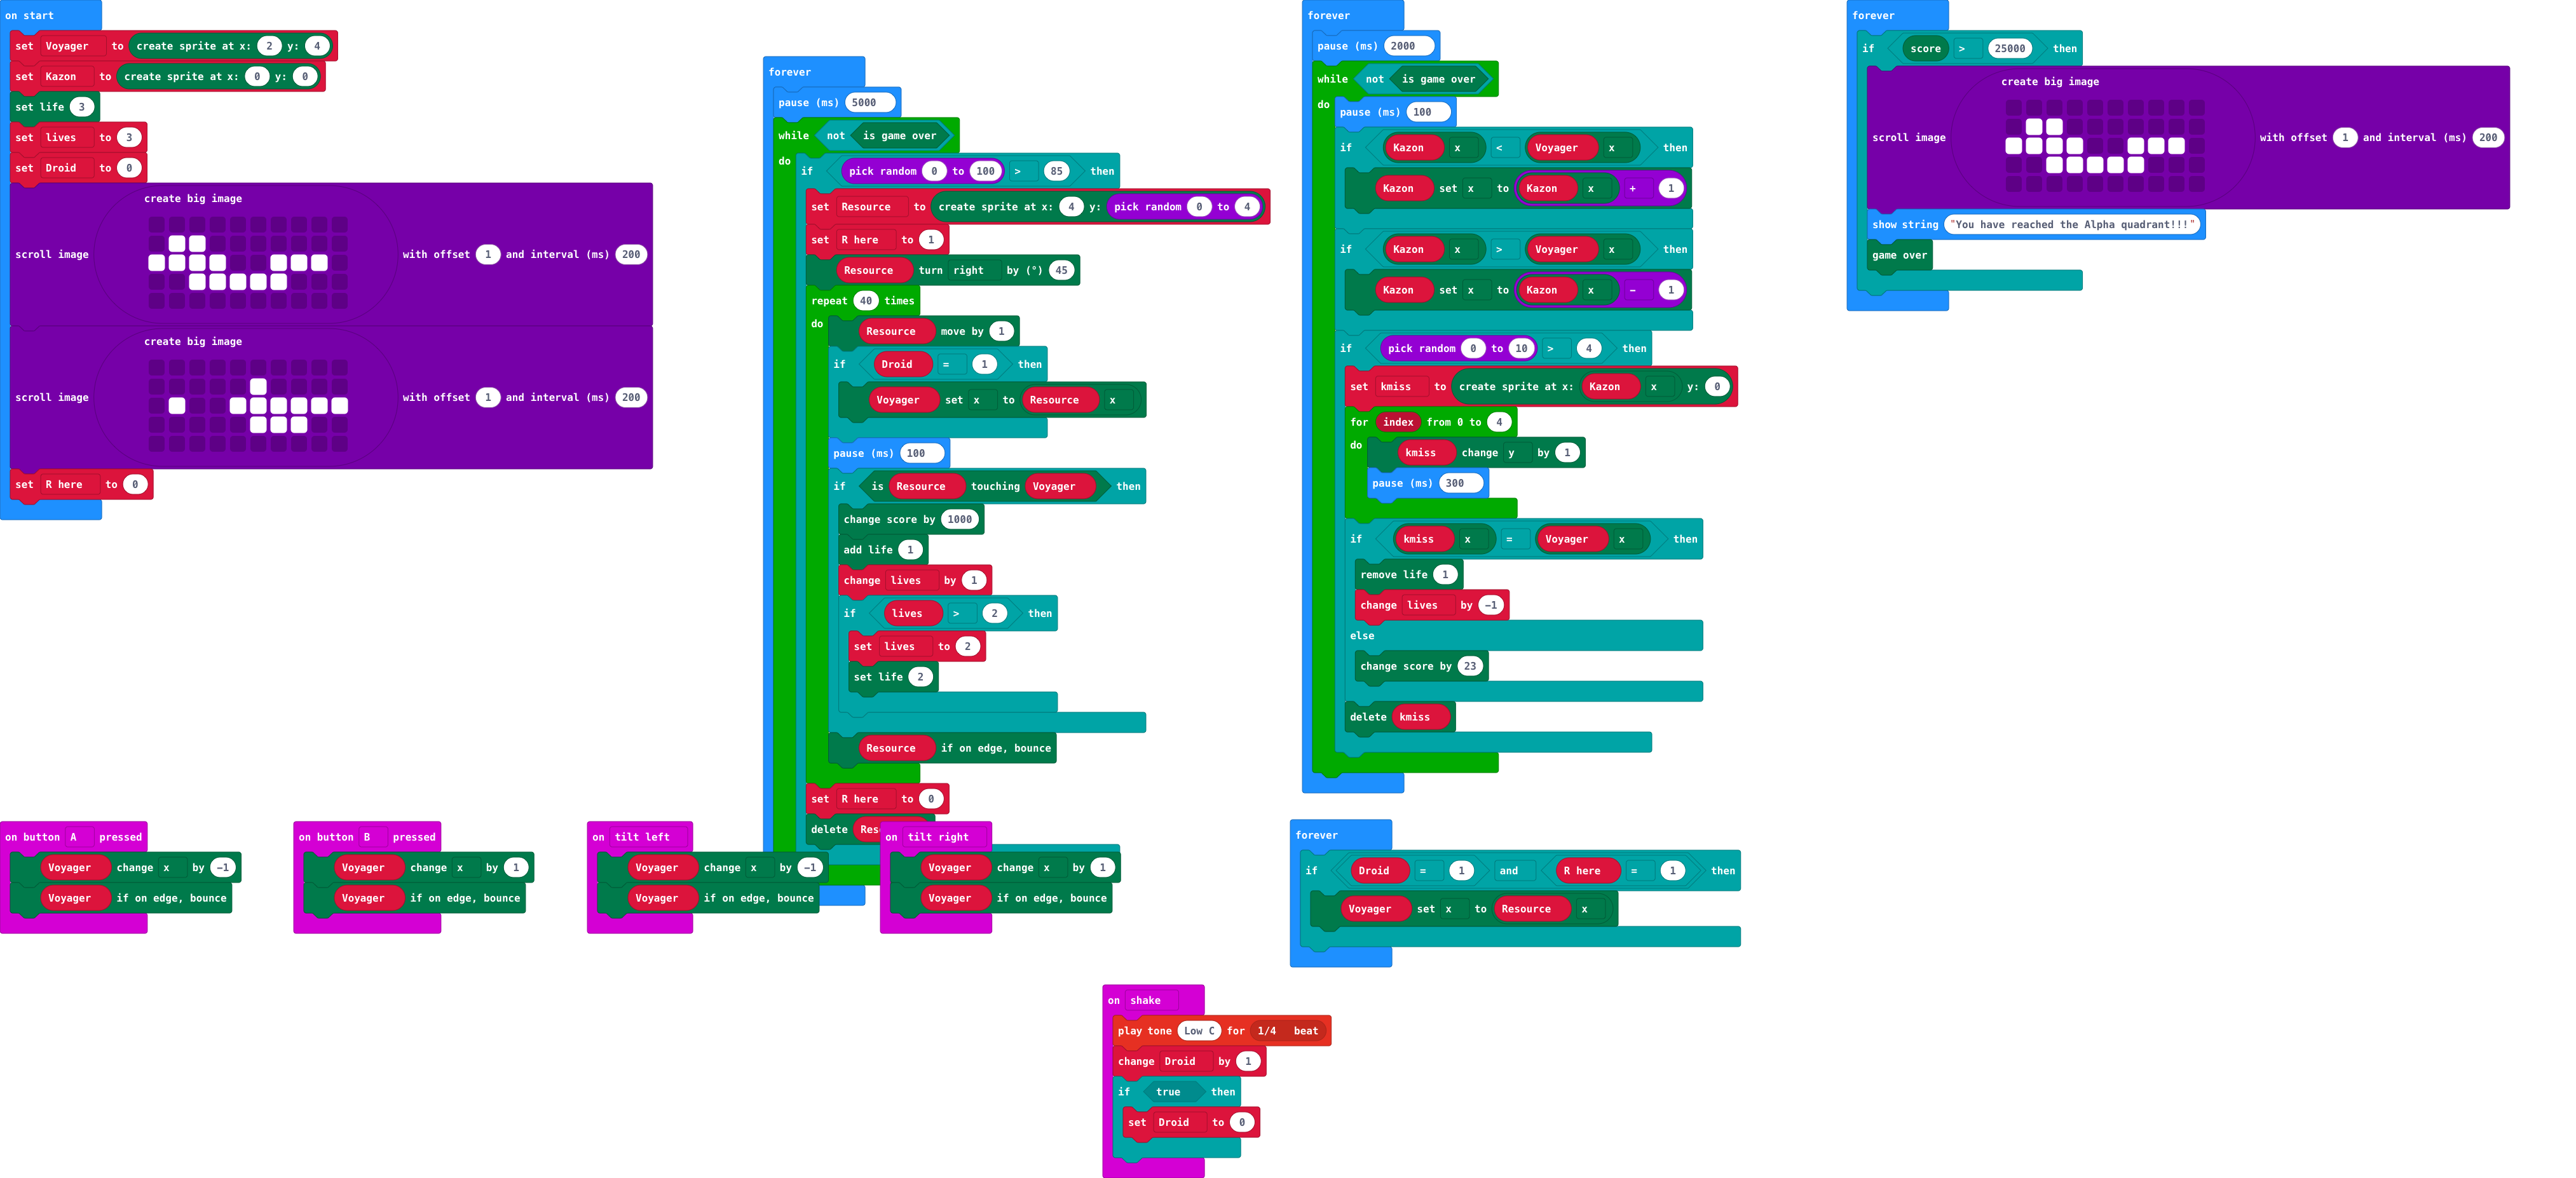 on start
set Voyager to create sprite at x: 2 y: 4
set Kazon to create sprite at x: 0 y: 0
set life 3
set lives to 3
set Droid to 0
create big image
scroll image with offset 1 and interval (ms) 200
create big image
scroll image with offset 1 and interval (ms) 200
set R here to 0
forever
pause (ms) 5000
while not is game over
do
if pick random 0 to 100 > 85 then
set Resource to create sprite at x: 4 y: pick random 0 to 4
set R here to 1
Resource turn right by (°) 45
repeat 40 times
do
Resource move by 1
if Droid = 1 then
Voyager set x to Resource x
pause (ms) 100
if is Resource touching Voyager then
change score by 1000
add life 1
change lives by 1
if lives > 2 then
set lives to 2
set life 2
Resource if on edge, bounce
set R here to 0
delete
forever
pause (ms) 2000
while not is game over
do
pause (ms) 100
if Kazon x < Voyager x then
Kazon set x to Kazon x + 1
if Kazon x > Voyager x then
Kazon set x to Kazon x - 1
if pick random 0 to 10 > 4 then
set kmiss to create sprite at x: Kazon x y: 0
for index from 0 to 4
do
kmiss change y by 1
pause (ms) 300
if kmiss x = Voyager x then
remove life 1
change lives by -1
else
change score by 23
delete kmiss
forever
if score > 25000 then
create big image
scroll image with offset 1 and interval (ms) 200
show string "You have reached the Alpha quadrant!!!"
game over
on button A pressed
Voyager change x by -1
Voyager if on edge, bounce
on button B pressed
Voyager change x by 1
Voyager if on edge, bounce
on tilt left
Voyager change x by -1
Voyager if on edge, bounce
on tilt right
Voyager change x by 1
Voyager if on edge, bounce
forever
if Droid = 1 and R here = 1 then
Voyager set x to Resource x
on shake
play tone Low C for 1/4 beat
change Droid by 1
if true then
set Droid to 0